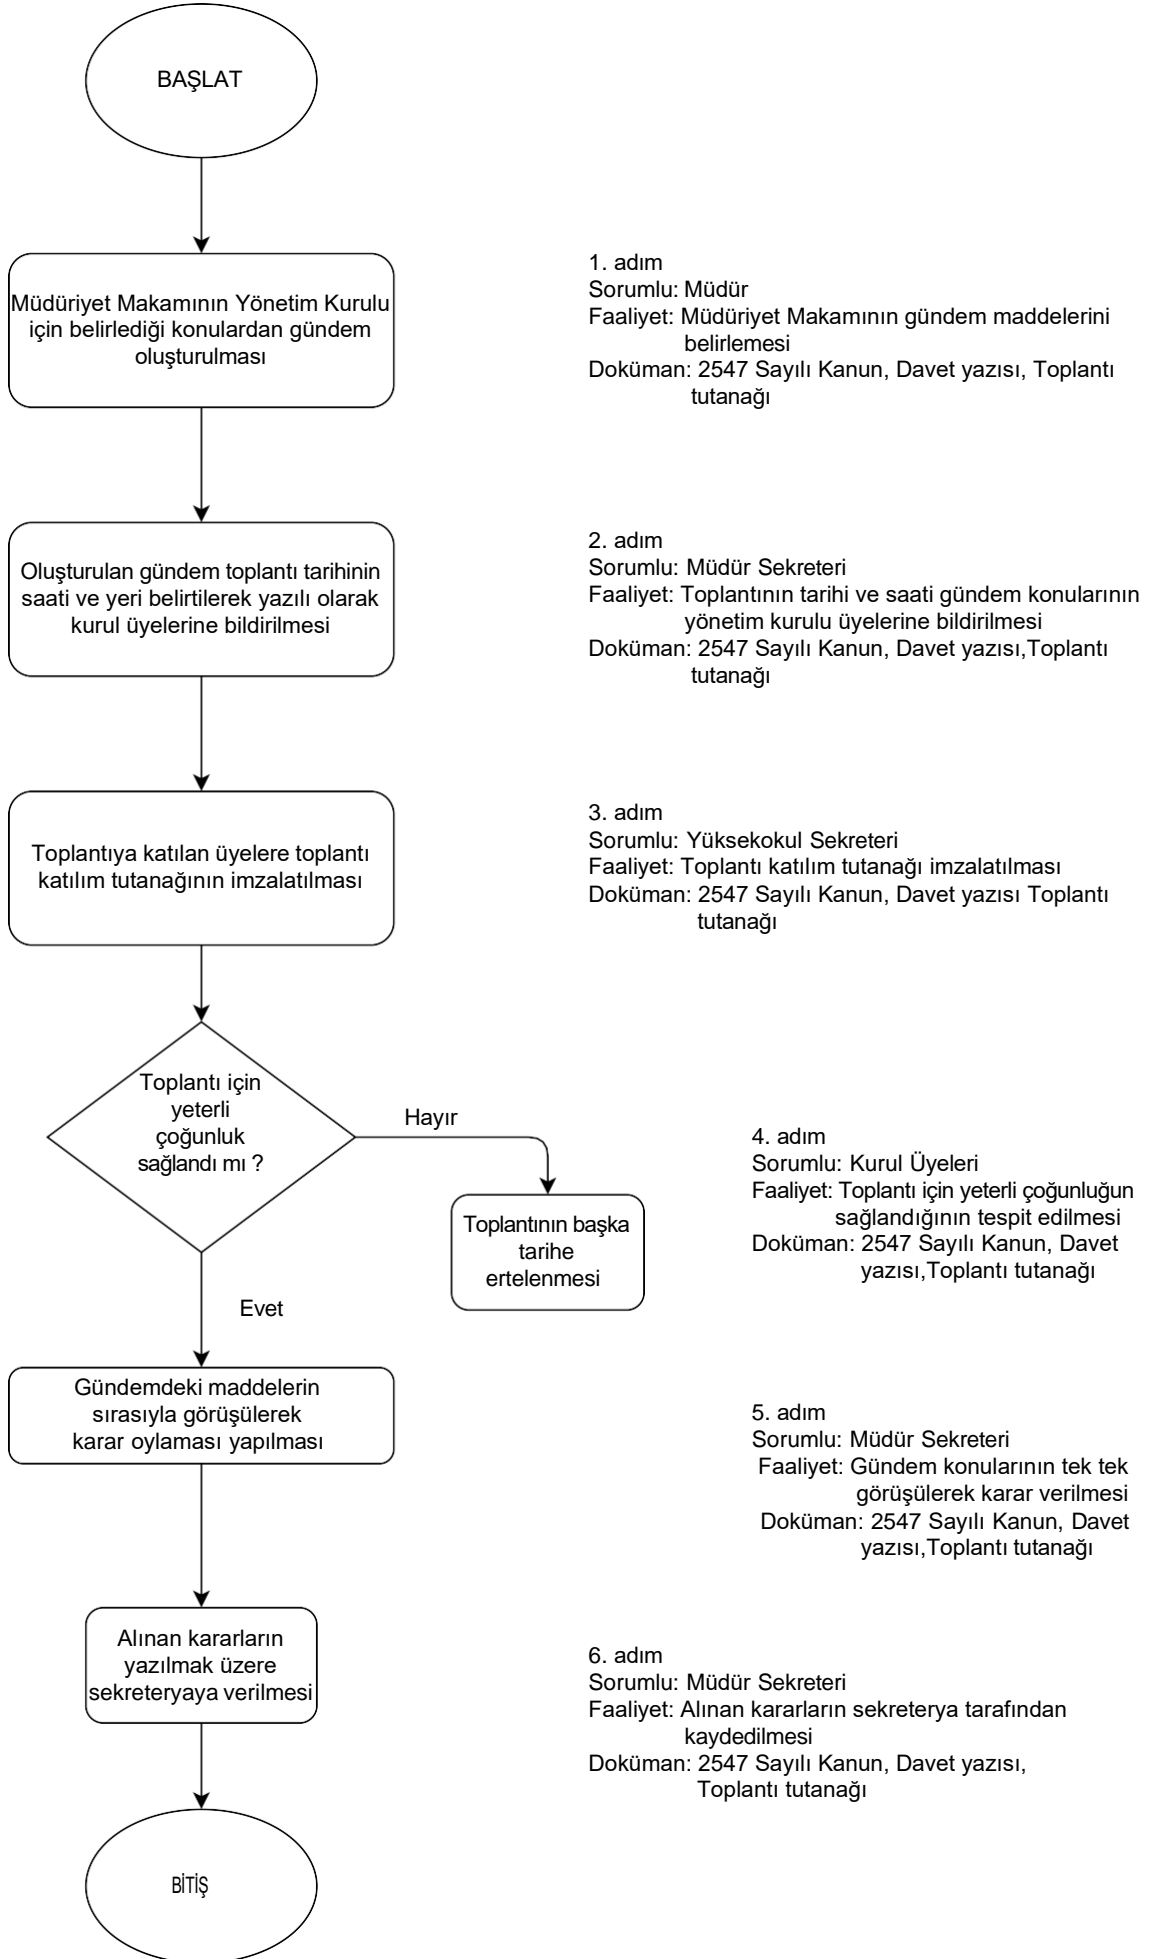 BAŞLAT
Müdüriyet Makamının Yönetim Kurulu
için belirlediği konulardan gündem
oluşturulması
1. adım
Sorumlu: Müdür
Faaliyet: Müdüriyet Makamının gündem maddelerini
belirlemesi
Doküman: 2547 Sayılı Kanun, Davet yazısı, Toplantı
tutanağı
Oluşturulan gündem toplantı tarihinin
saati ve yeri belirtilerek yazılı olarak
kurul üyelerine bildirilmesi
2. adım
Sorumlu: Müdür Sekreteri
Faaliyet: Toplantının tarihi ve saati gündem konularının
yönetim kurulu üyelerine bildirilmesi
Doküman: 2547 Sayılı Kanun, Davet yazısı,Toplantı
tutanağı
Toplantıya katılan üyelere toplantı
katılım tutanağının imzalatılması
3. adım
Sorumlu: Yüksekokul Sekreteri
Faaliyet: Toplantı katılım tutanağı imzalatılması
Doküman: 2547 Sayılı Kanun, Davet yazısı Toplantı
tutanağı
Toplantı için
yeterli
çoğunluk
sağlandı mı ?
Hayır
Toplantının başka
tarihe
ertelenmesi
4. adım
Sorumlu: Kurul Üyeleri
Faaliyet: Toplantı için yeterli çoğunluğun
sağlandığının tespit edilmesi
Doküman: 2547 Sayılı Kanun, Davet
yazısı,Toplantı tutanağı
Evet
Gündemdeki maddelerin
sırasıyla görüşülerek
karar oylaması yapılması
5. adım
Sorumlu: Müdür Sekreteri
Faaliyet: Gündem konularının tek tek
görüşülerek karar verilmesi
Doküman: 2547 Sayılı Kanun, Davet
yazısı,Toplantı tutanağı
Alınan kararların
yazılmak üzere
sekreteryaya verilmesi
6. adım
Sorumlu: Müdür Sekreteri
Faaliyet: Alınan kararların sekreterya tarafından
kaydedilmesi
Doküman: 2547 Sayılı Kanun, Davet yazısı,
Toplantı tutanağı
BİTİŞ